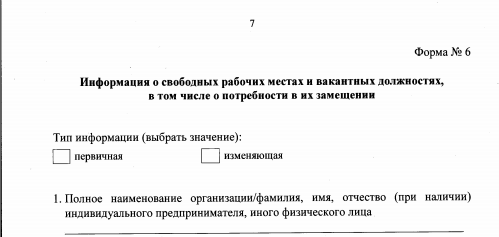 7
Форма № 6
Информация о свободных рабочих местах и вакантных должностях,
в том числе о потребности в их замещении
Тип информации (выбрать значение):
первичная изменяющая
1. Полное наименование организации/фамилия, имя, отчество (при наличии)
индивидуального предпринимателя, иного физического лица